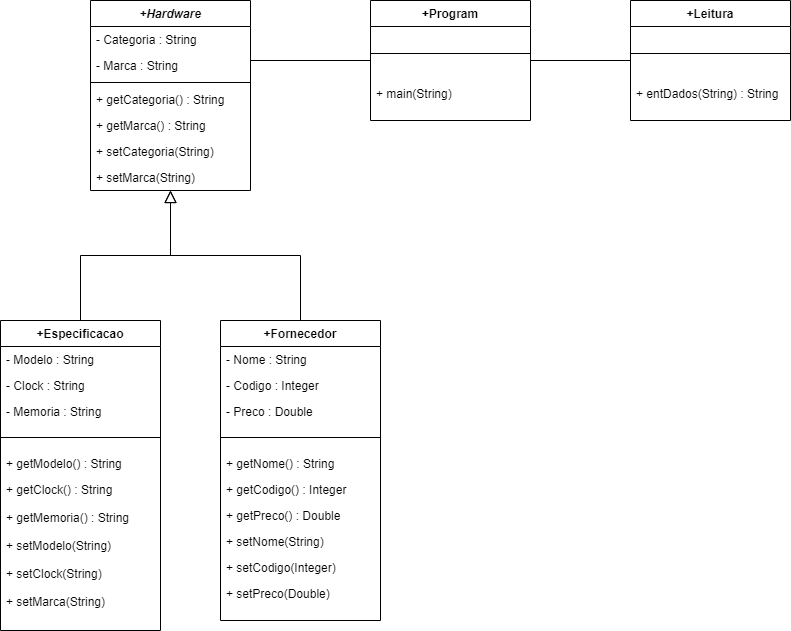 +Hardware
- Categoria : String
- Marca : String
+ getCategoria() : String
+ getMarca() : String
+ setCategoria(String)
+ setMarca(String)
+Program
+ main(String)
+Leitura
+ entDados(String) : String
+Especificacao
- Modelo : String
- Clock : String
- Memoria : String
+ getModelo() : String
+ getClock() : String
+ getMemoria() : String
+ setModelo(String)
+ setClock(String)
+ setMarca(String)
+Fornecedor
- Nome : String
- Codigo : Integer
- Preco : Double
+ getNome() : String
+ getCodigo() : Integer
+ getPreco() : Double
+ setNome(String)
+ setCodigo(Integer)
+ setPreco(Double)